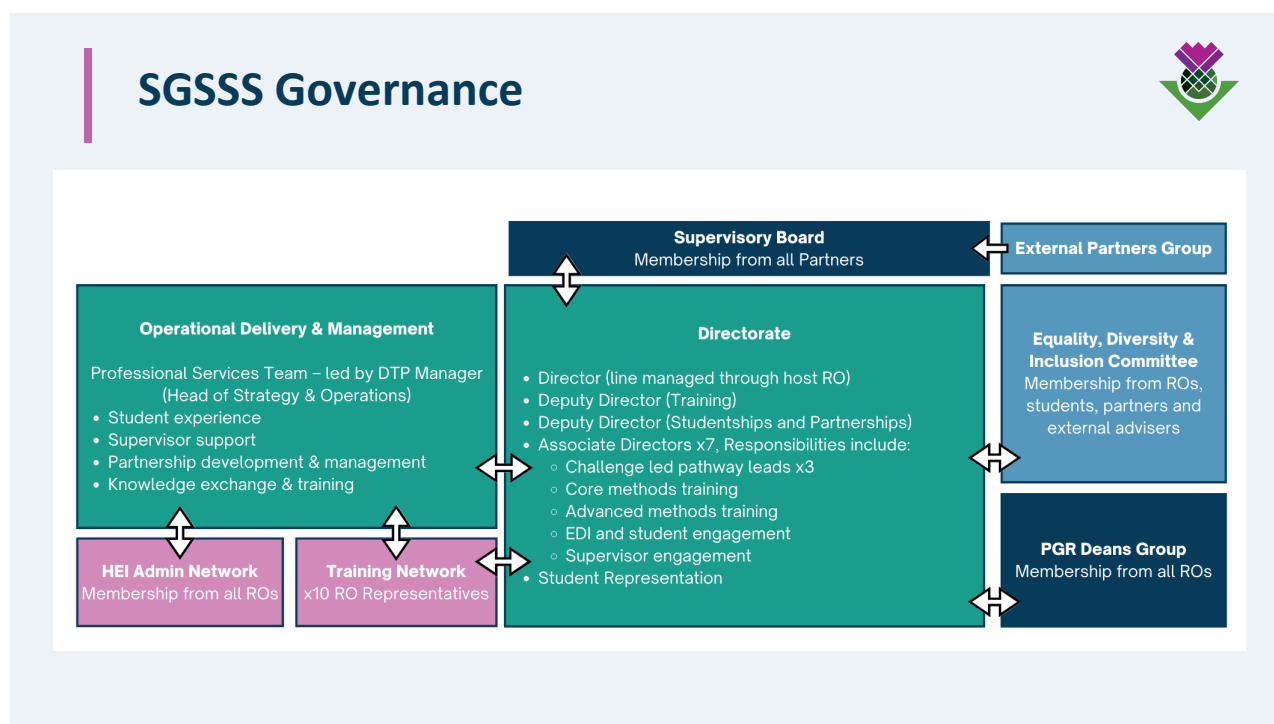 SGSSS Governance
Supervisory Board
Membership from all Partners
External Partners Group
Operational Delivery & Management
Professional Services Team – led by DTP Manager
(Head of Strategy & Operations)
• Student experience
• Supervisor support
• Partnership development & management
• Knowledge exchange & training
Directorate
• Director (line managed through host RO)
• Deputy Director (Training)
• Deputy Director (Studentships and Partnerships)
• Associate Directors x7, Responsibilities include:
◦ Challenge led pathway leads x3
◦ Core methods training
◦ Advanced methods training
◦ EDI and student engagement
◦ Supervisor engagement
• Student Representation
Equality, Diversity &
Inclusion Committee
Membership from ROs,
students, partners and
external advisers
HEI Admin Network
Membership from all ROs
Training Network
x10 RO Representatives
PGR Deans Group
Membership from all ROs